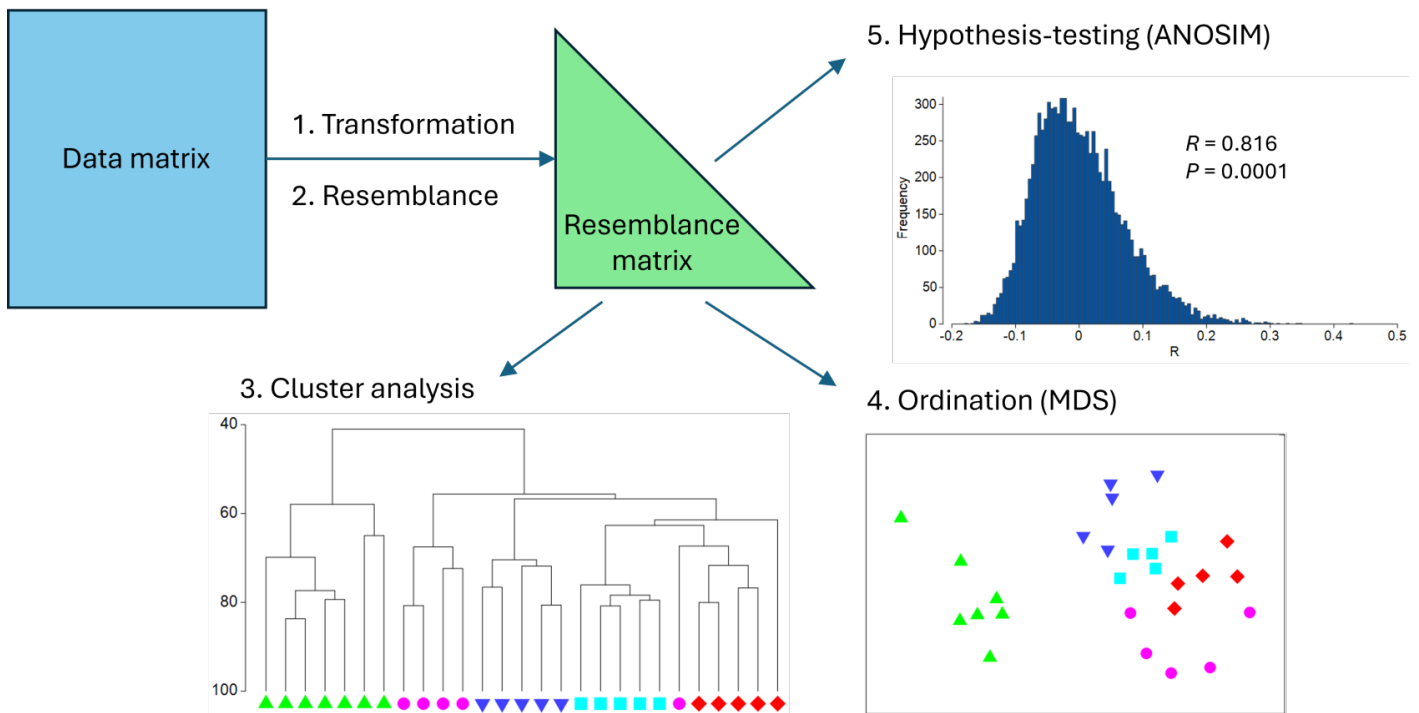 Data matrix
1. Transformation
2. Resemblance
Resemblance
matrix
5. Hypothesis-testing (ANOSIM)
300
250
200
150
100
50
0
Frequency
R = 0.816
P = 0.0001
-0.2
-0.1
0
0.1
0.2
0.3
0.4
0.5
R
3. Cluster analysis
40
60
80
100
4. Ordination (MDS)